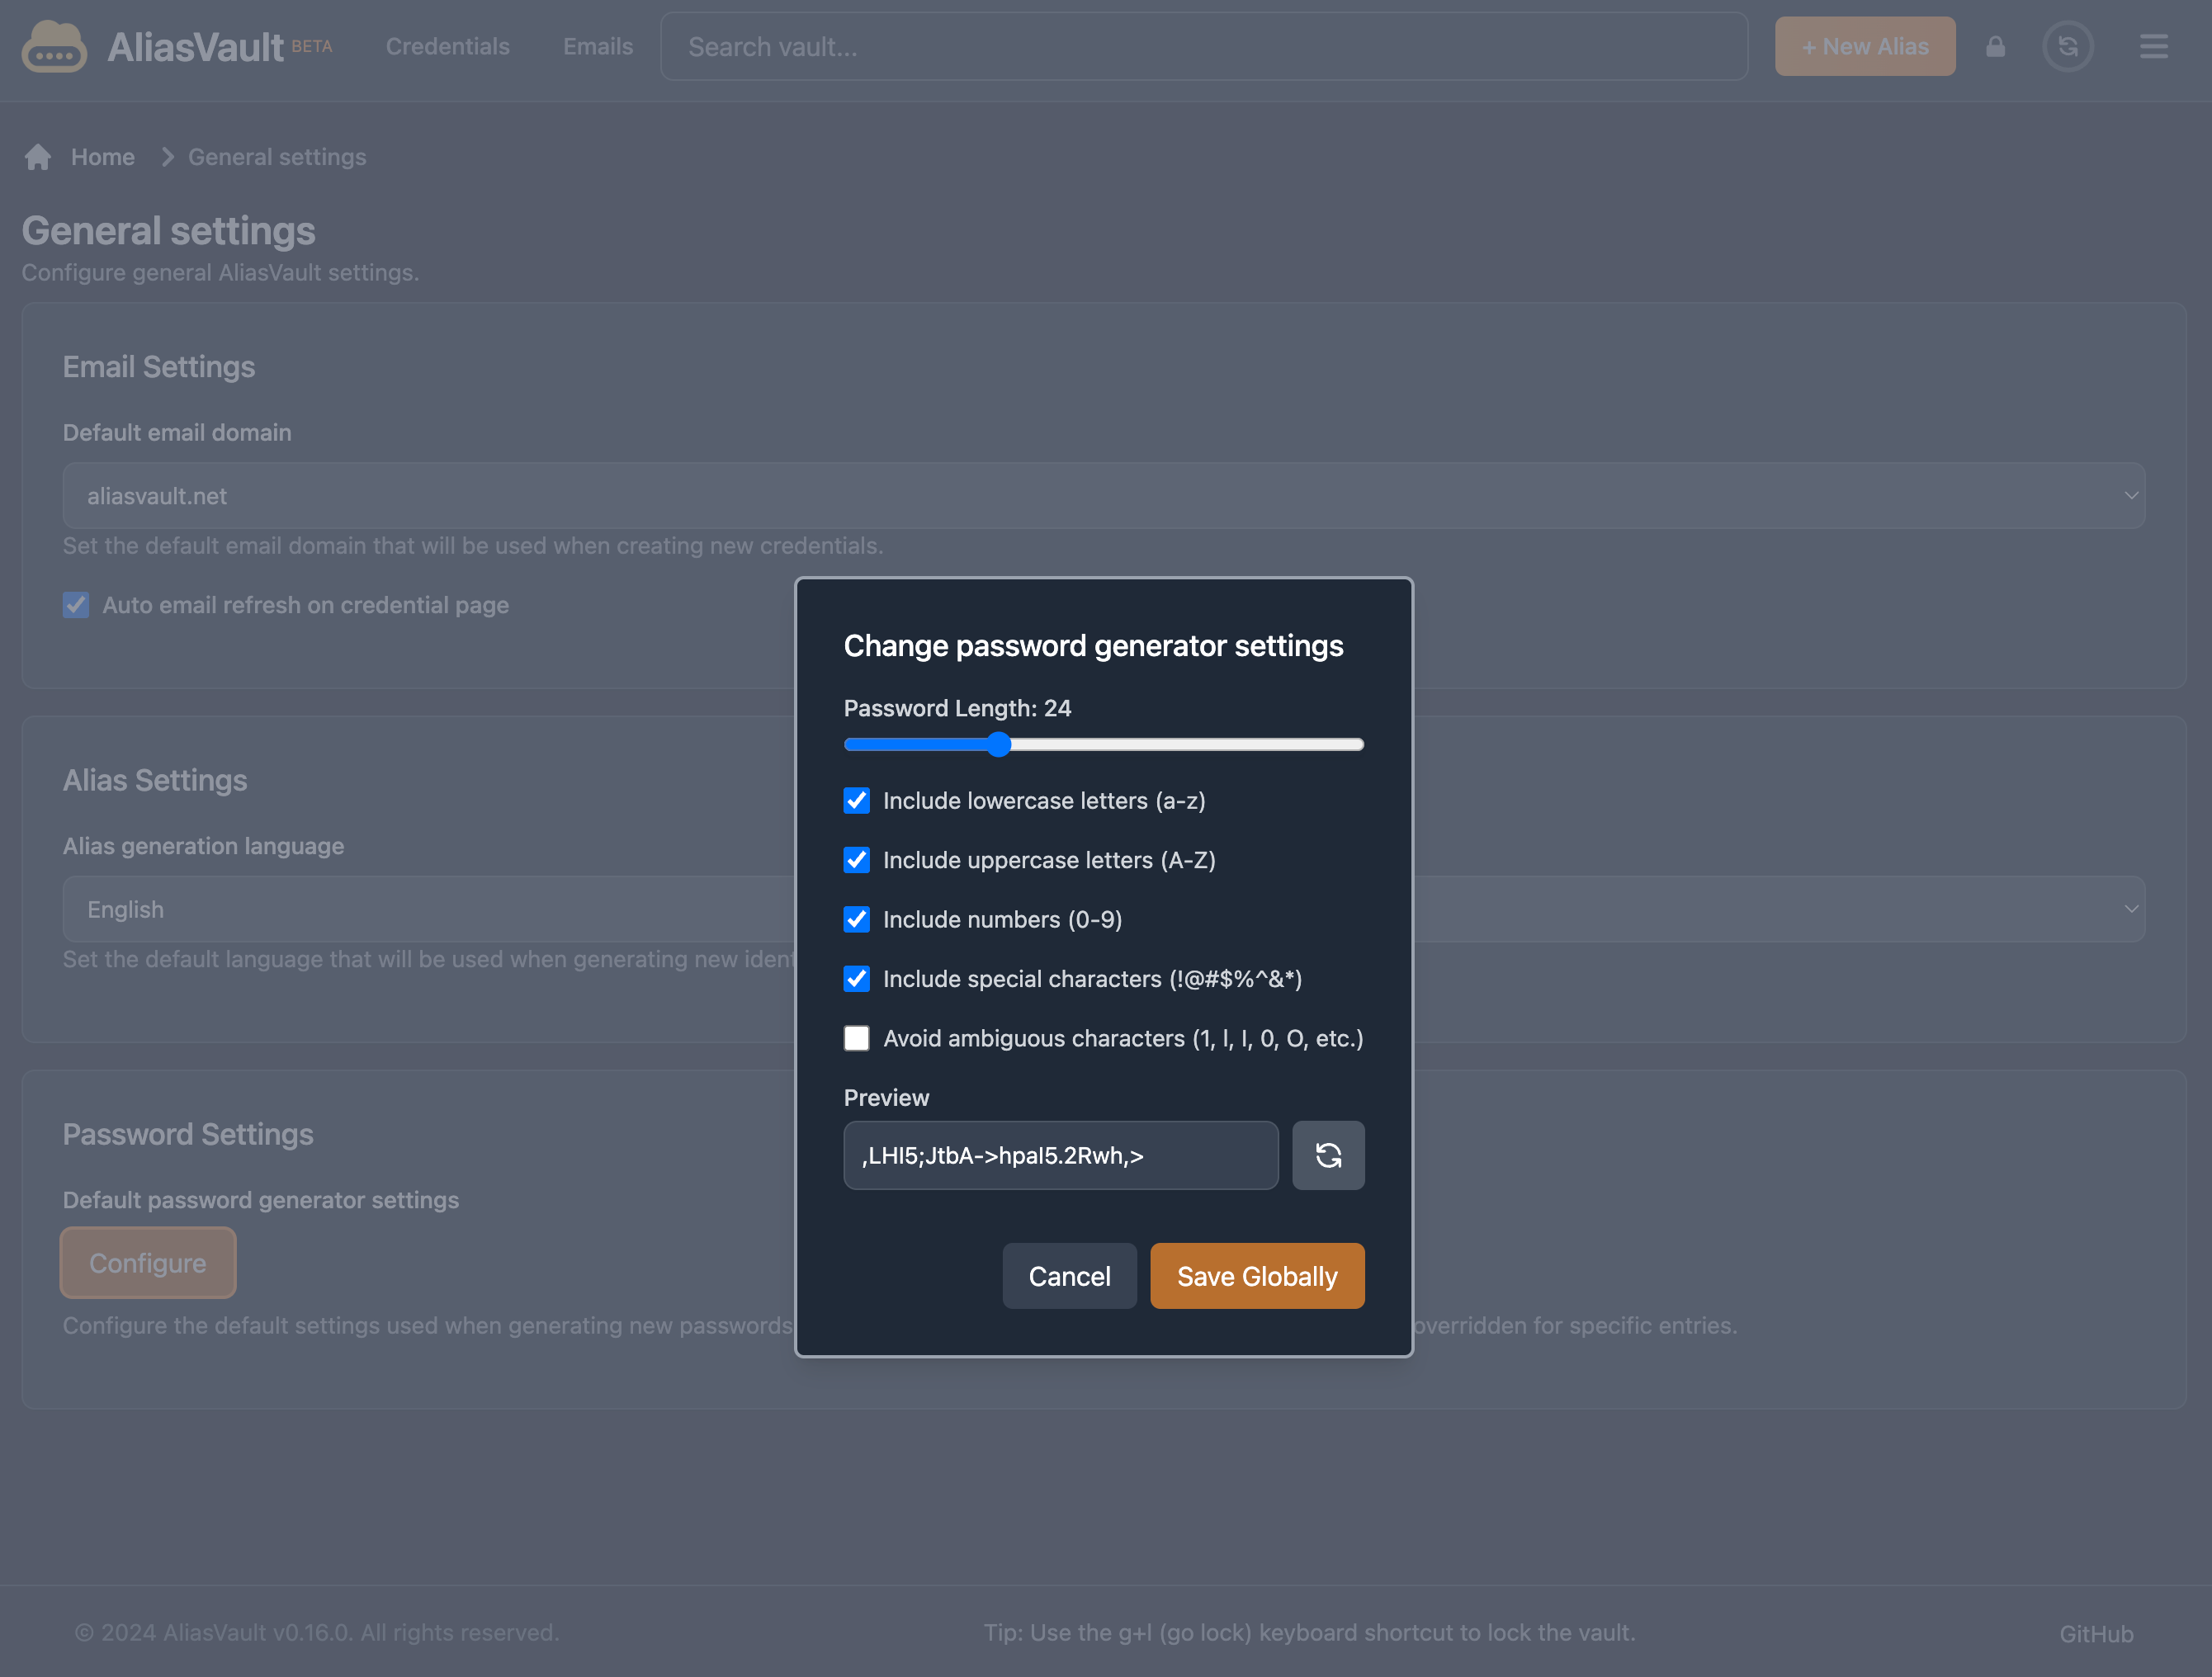 AliasVault BETA
Credentials
Emails
Search vault...
+ New Alias
Home
General settings
General settings
Configure general AliasVault settings.
Email Settings
Default email domain
aliasvault.net
Set the default email domain that will be used when creating new credentials.
Auto email refresh on credential page
Alias Settings
Alias generation language
English
Set the default language that will be used when generating new ident
Password Settings
Default password generator settings
Configure
Configure the default settings used when generating new passwords
overridden for specific entries.
Change password generator settings
Password Length: 24
Include lowercase letters (a-z)
Include uppercase letters (A-Z)
Include numbers (0-9)
Include special characters (!@#$%^&*)
Avoid ambiguous characters (1, l, I, 0, O, etc.)
Preview
,LHI5;JtbA->hpaI5.2Rwh,>
Cancel
Save Globally
© 2024 AliasVault v0.16.0. All rights reserved.
Tip: Use the g+l (go lock) keyboard shortcut to lock the vault.
GitHub